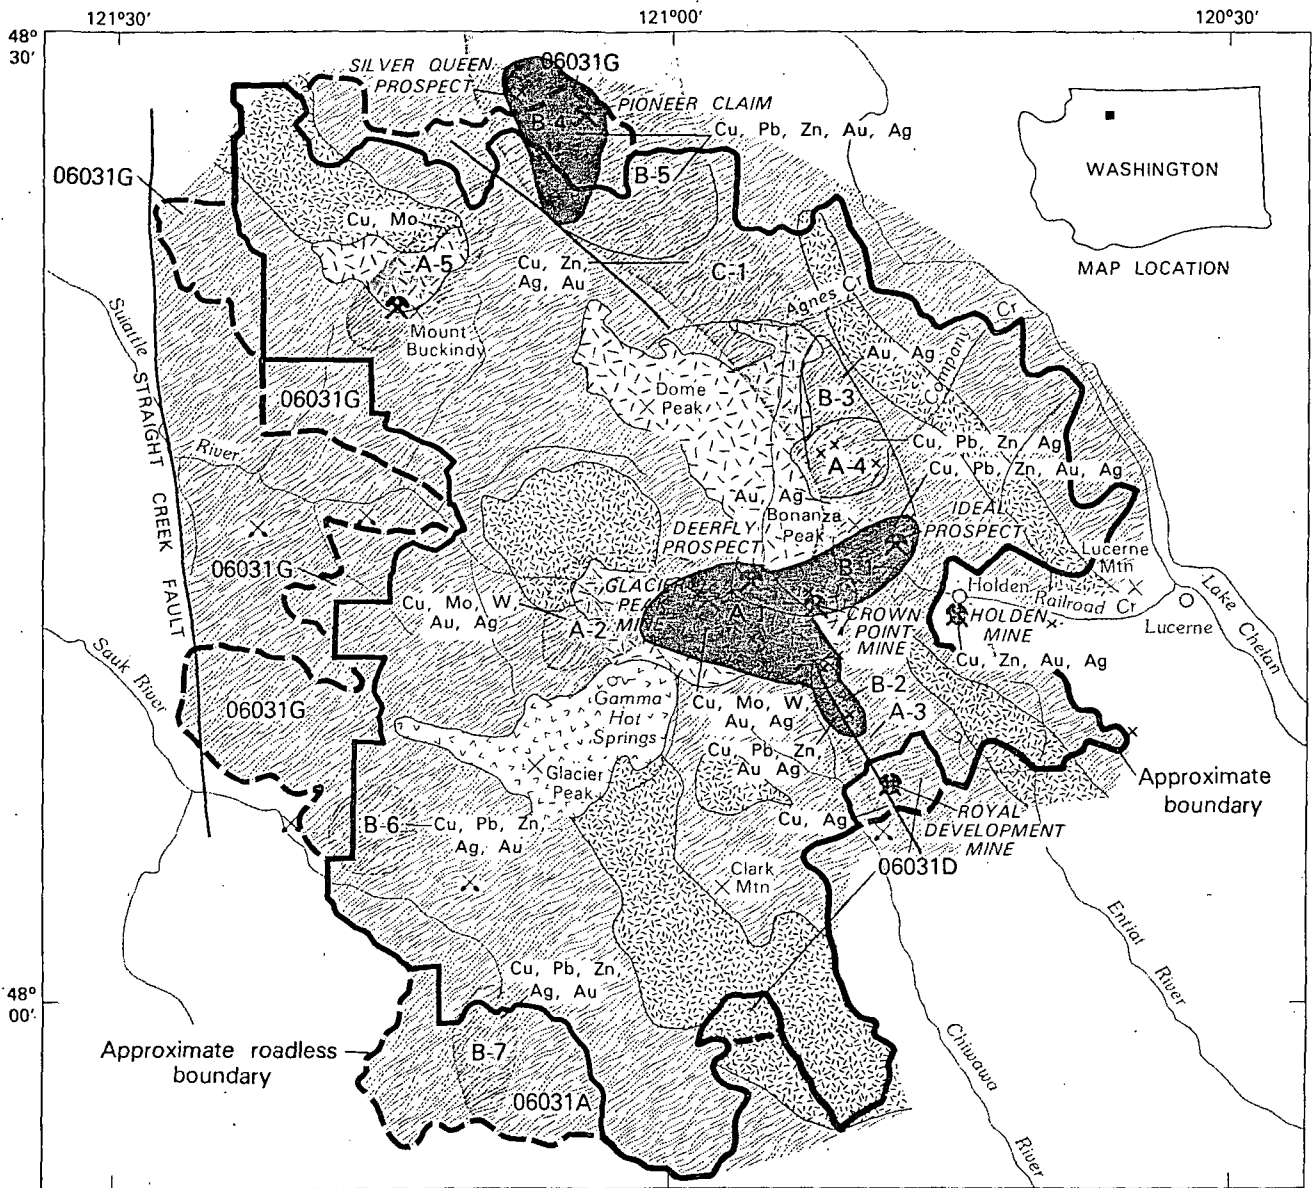 121°30'
121°00'
120°30'
48°
30'
SILVER QUEEN
PROSPECT
06031G
PIONEER CLAIM
B-4
Cu, Pb, Zn, Au, Ag
B-5
WASHINGTON
MAP LOCATION
06031G
Cu, Mo
A-5
Cu, Zn,
Ag, Au
C-1
Agnes Cr
Suiattle
Mount
Buckindy
Company
Cr
Au, Ag
STRAIGHT CREEK FAULT
06031G
Dome
Peak
B-3
River
Cu, Pb, Zn, Ag
A-4
Cu, Pb, Zn, Au, Ag
Au, Ag
Bonanza
Peak
DEERFLY
PROSPECT
IDEAL
PROSPECT
Lucerne
Mtn
06031G
B-1
Holden
Railroad Cr
Lake Chelan
GLACIER
PEAK
MINE
Cu, Mo, W,
Au, Ag
A-1
A-2
CROWN
POINT
MINE
HOLDEN
MINE
Lucerne
Cu, Zn, Au, Ag
Sauk River
06031G
Gamma
Hot
Springs
Cu, Mo, W,
Au, Ag
B-2
A-3
Cu, Pb, Zn,
Au Ag
Glacier
Peak
Approximate
boundary
B-6
Cu, Pb, Zn,
Ag, Au
Cu, Ag
ROYAL
DEVELOPMENT
MINE
06031D
Clark
Mtn
Entiat
River
Cu, Pb, Zn,
Ag, Au
48°
00'
Approximate roadless
boundary
B-7
06031A
Chiwawa
River